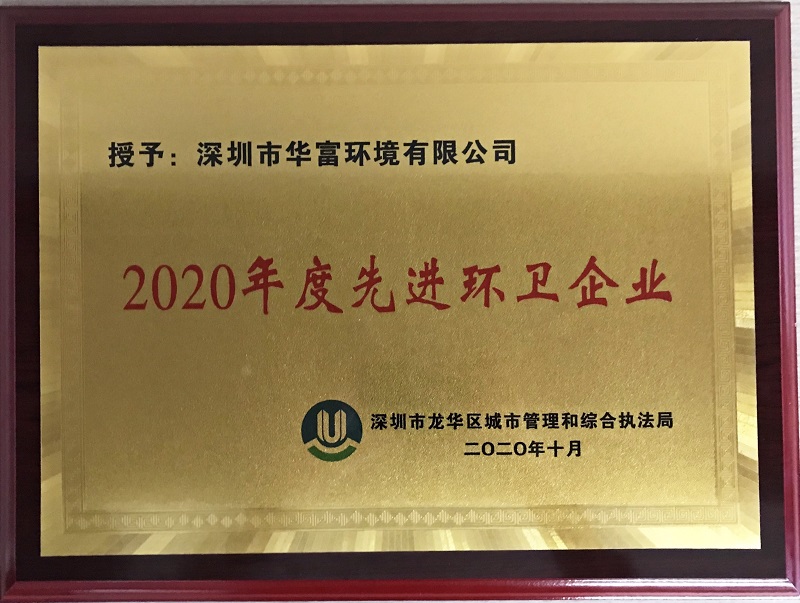 授予：深圳市华富环境有限公司
2020年度先进环卫企业
深圳市龙华区城市管理和综合执法局
二〇二〇年十月